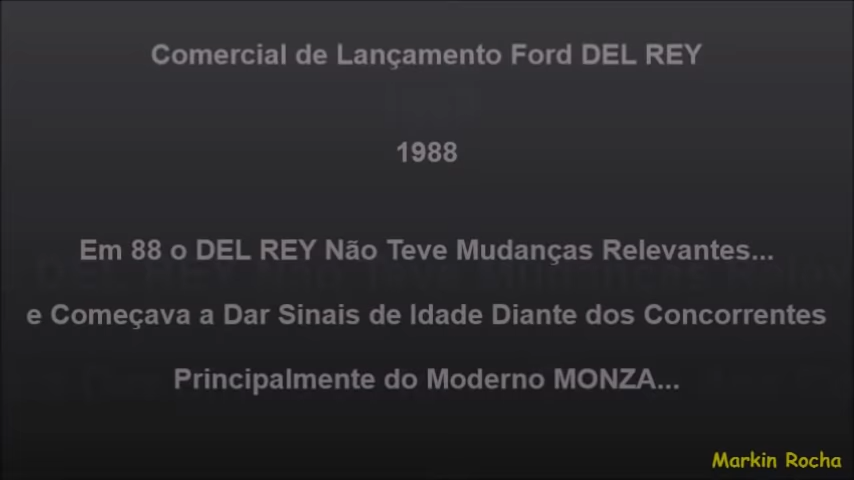 Comercial de Lançamento Ford DEL REY
1988
Em 88 o DEL REY Não Teve Mudanças Relevantes...
e Começava a Dar Sinais de Idade Diante dos Concorrentes
Principalmente do Moderno MONZA...
Markin Rocha